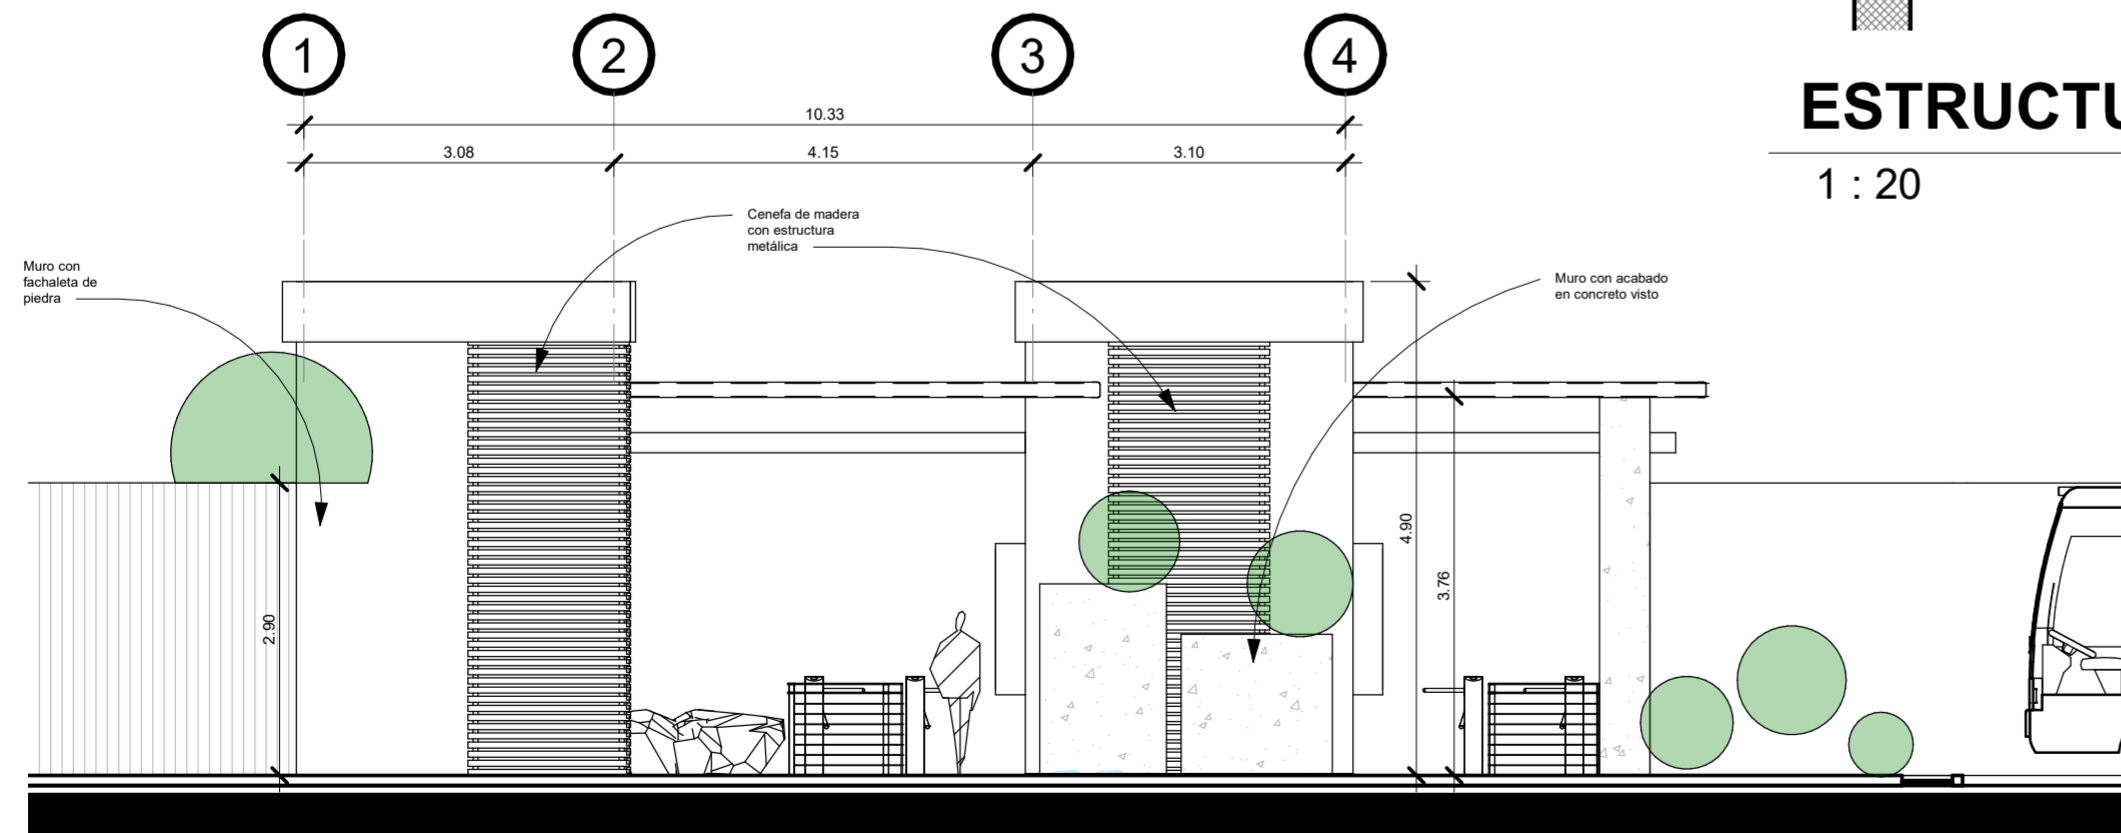 1
2
3
4
10.33
3.08
4.15
3.10
ESTRUCTU
1 : 20
Cenefa de madera
con estructura
metálica
Muro con
fachaleta de
piedra
Muro con acabado
en concreto visto
2.90
4.90
3.76